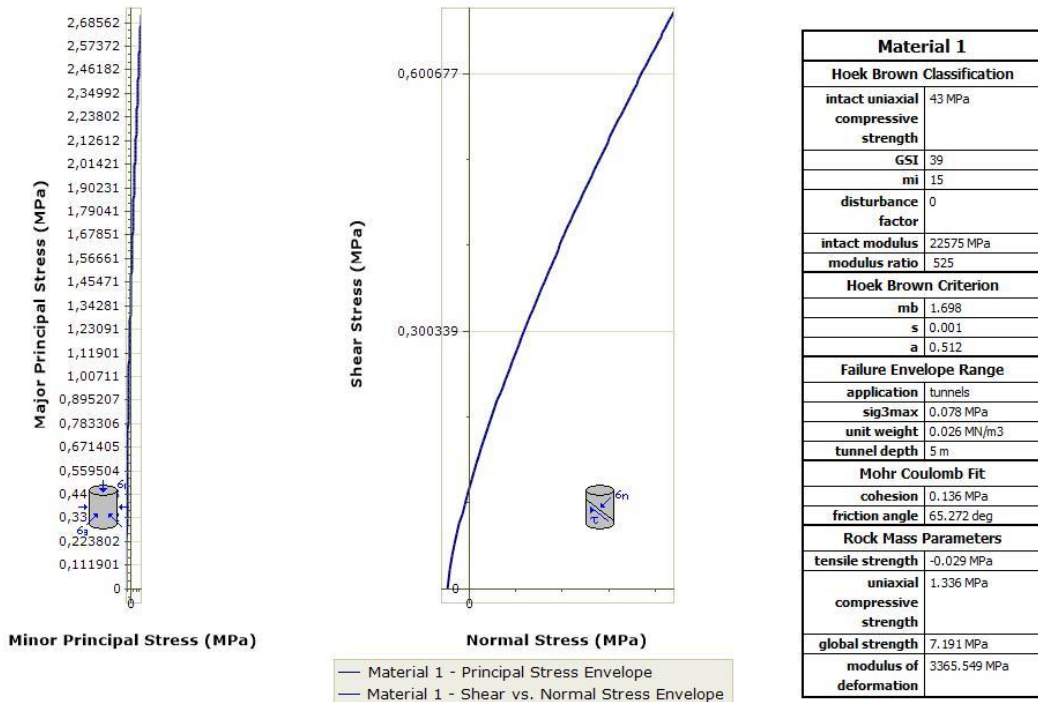 Major Principal Stress (MPa)
2,68562
2,57372
2,46182
2,34992
2,23802
2,12612
2,01421
1,90231
1,79041
1,67851
1,56661
1,45471
1,34281
1,23091
1,11901
1,00711
0,895207
0,783306
0,671405
0,559504
0,223802
0,111901
0
0
Minor Principal Stress (MPa)
Shear Stress (MPa)
0,600677
0,300339
0
0
σn
τ
Normal Stress (MPa)
Material 1 - Principal Stress Envelope
Material 1 - Shear vs. Normal Stress Envelope
Material 1
Hoek Brown Classification
intact uniaxial 43 MPa
compressive
strength
GSI 39
mi 15
disturbance 0
factor
intact modulus 22575 MPa
modulus ratio 525
Hoek Brown Criterion
mb 1.698
s 0.001
a 0.512
Failure Envelope Range
application tunnels
sig3max 0.078 MPa
unit weight 0.026 MN/m3
tunnel depth 5 m
Mohr Coulomb Fit
cohesion 0.136 MPa
friction angle 65.272 deg
Rock Mass Parameters
tensile strength -0.029 MPa
uniaxial 1.336 MPa
compressive
strength
global strength 7.191 MPa
modulus of 3365.549 MPa
deformation